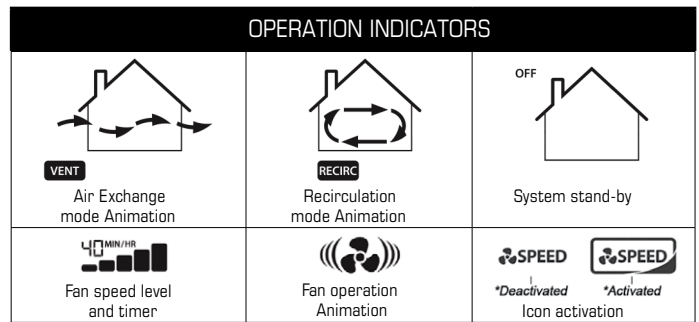 OPERATION INDICATORS
VENT
Air Exchange
mode Animation
RECIRC
Recirculation
mode Animation
OFF
System stand-by
40 MIN/HR
Fan speed level
and timer
Fan operation
Animation
SPEED SPEED
*Deactivated *Activated
Icon activation